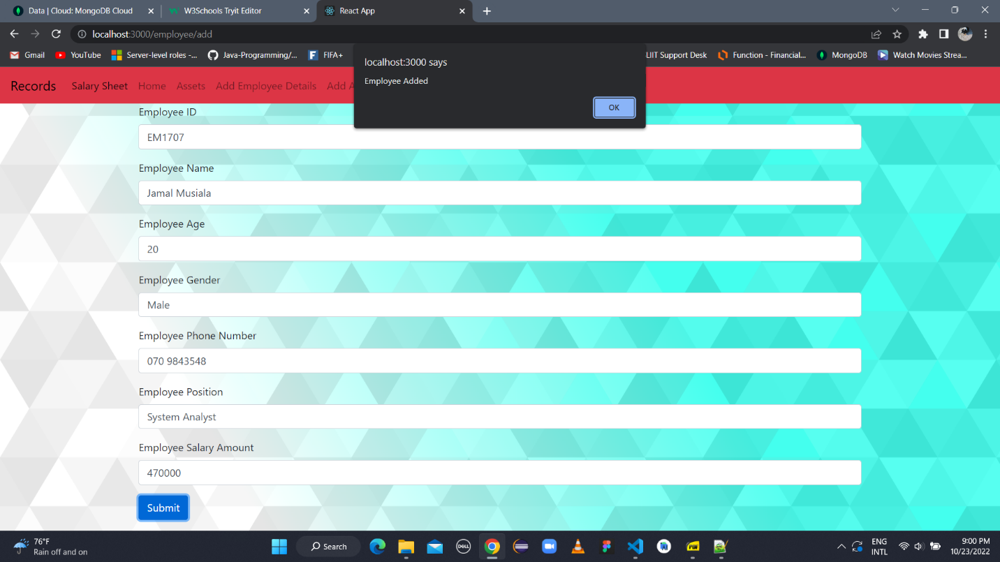 Data | Cloud: MongoDB Cloud
W3Schools Tryit Editor
React App
localhost:3000/employee/add
Gmail
YouTube
Server-level roles -...
Java-Programming/...
FIFA+
LIIT Support Desk
Function - Financial...
MongoDB
Watch Movies Strea...
localhost:3000 says
Employee Added
OK
Records
Salary Sheet
Home
Assets
Add Employee Details
Add A
Employee ID
EM1707
Employee Name
Jamal Musiala
Employee Age
20
Employee Gender
Male
Employee Phone Number
070 9843548
Employee Position
System Analyst
Employee Salary Amount
470000
Submit
76°F
Rain off and on
Search
DELL
PDF
ENG
INTL
9:00 PM
10/23/2022